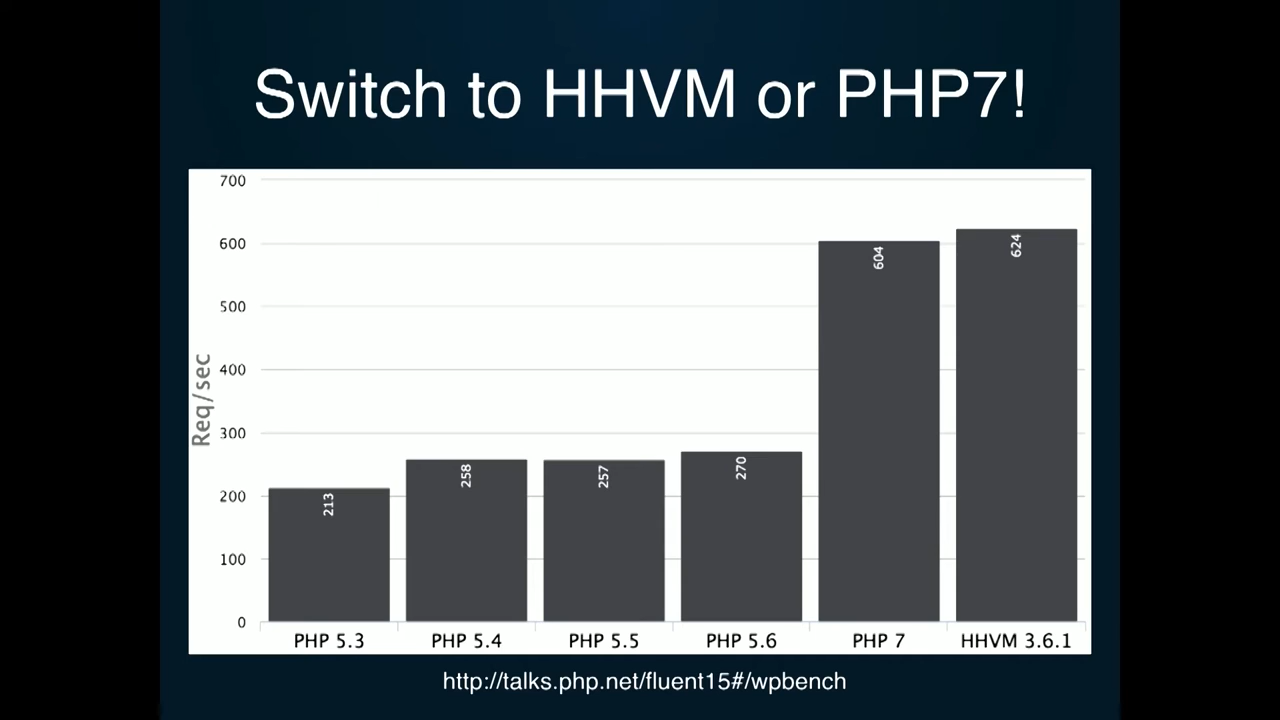 Switch to HHVM or PHP7!
700
600
500
400
300
200
100
0
Req/sec
213
258
257
270
604
624
PHP 5.3
PHP 5.4
PHP 5.5
PHP 5.6
PHP 7
HHVM 3.6.1
http://talks.php.net/fluent15#/wpbench